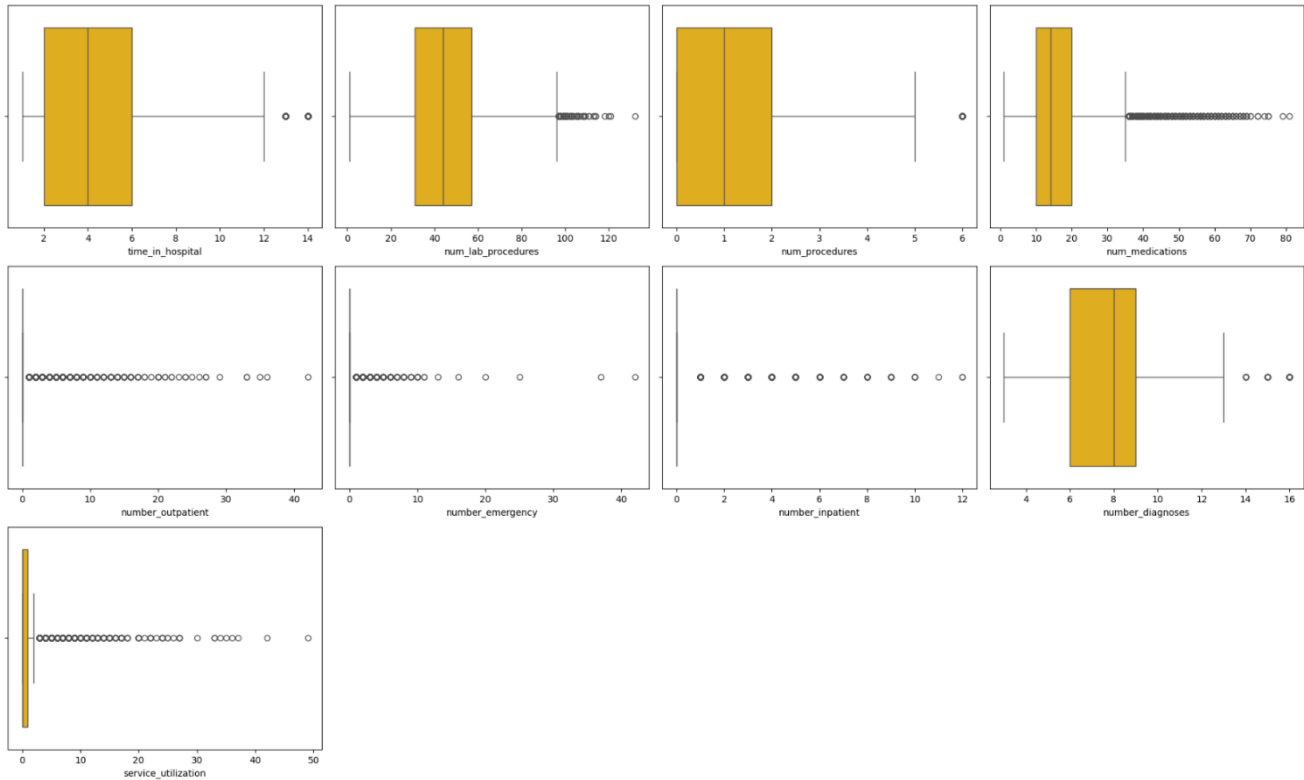 2 4 6 8 10 12 14
time_in_hospital
0 20 40 60 80 100 120
num_lab_procedures
0 1 2 3 4 5 6
num_procedures
0 10 20 30 40 50 60 70 80
num_medications
0 10 20 30 40
number_outpatient
0 10 20 30 40
number_emergency
0 2 4 6 8 10 12
number_inpatient
4 6 8 10 12 14 16
number_diagnoses
0 10 20 30 40 50
service_utilization